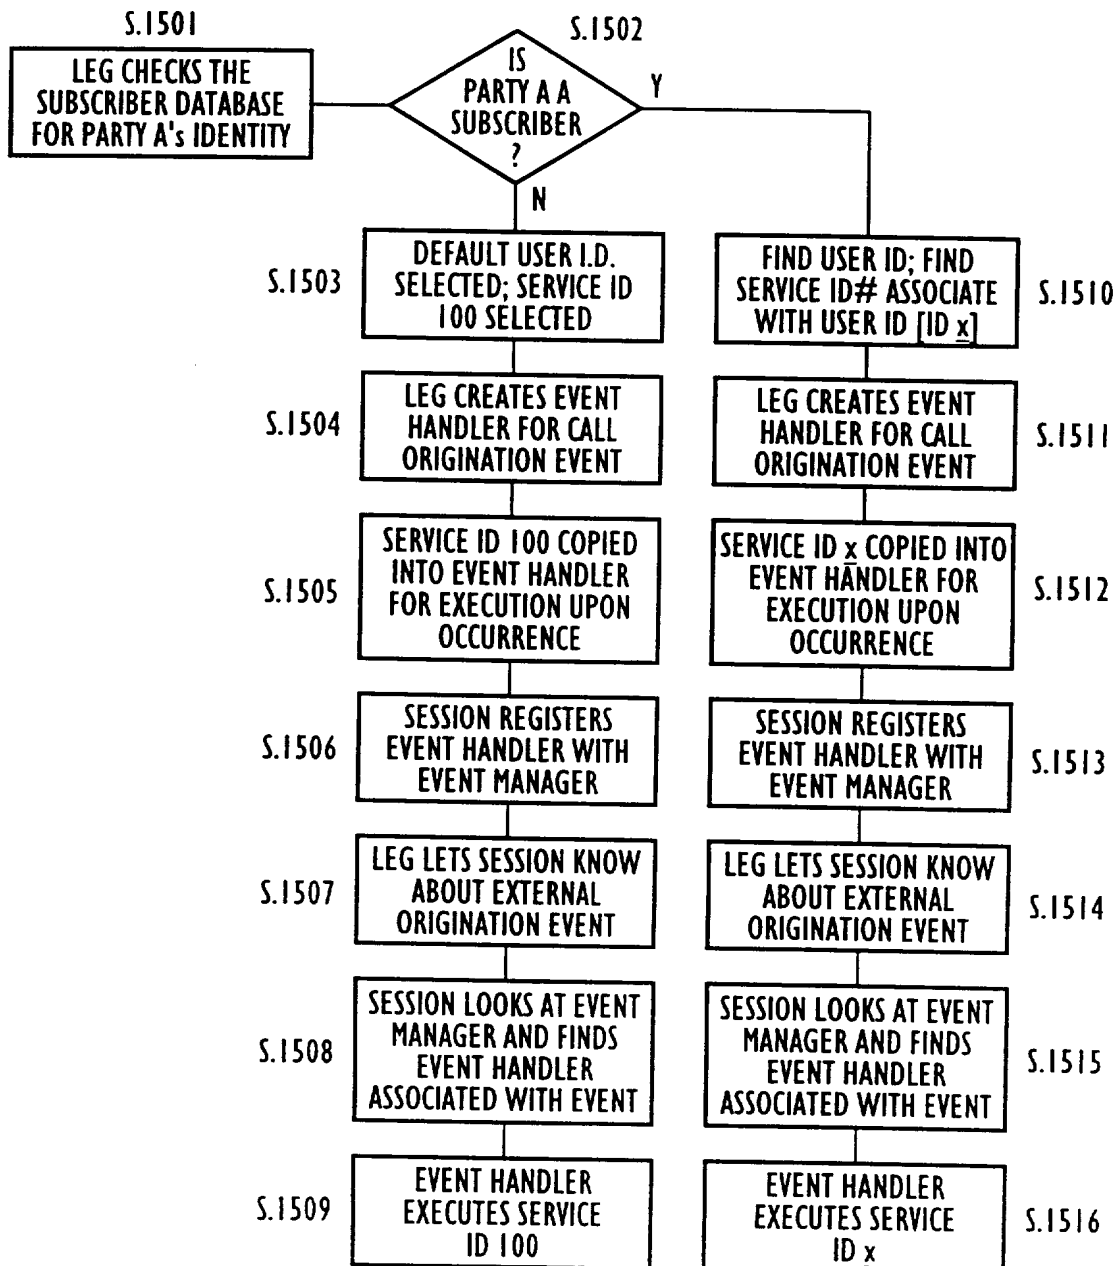 S.1501
LEG CHECKS THE
SUBSCRIBER DATABASE
FOR PARTY A's IDENTITY
S.1502
IS
PARTY A A
SUBSCRIBER
?
Y
N
S.1503
DEFAULT USER I.D.
SELECTED; SERVICE ID
100 SELECTED
S.1504
LEG CREATES EVENT
HANDLER FOR CALL
ORIGINATION EVENT
S.1505
SERVICE ID 100 COPIED
INTO EVENT HANDLER
FOR EXECUTION UPON
OCCURRENCE
S.1506
SESSION REGISTERS
EVENT HANDLER WITH
EVENT MANAGER
S.1507
LEG LETS SESSION KNOW
ABOUT EXTERNAL
ORIGINATION EVENT
S.1508
SESSION LOOKS AT EVENT
MANAGER AND FINDS
EVENT HANDLER
ASSOCIATED WITH EVENT
S.1509
EVENT HANDLER
EXECUTES SERVICE
ID 100
FIND USER ID; FIND
SERVICE ID# ASSOCIATE
WITH USER ID [ID x]
S.1510
LEG CREATES EVENT
HANDLER FOR CALL
ORIGINATION EVENT
S.1511
SERVICE ID x COPIED INTO
EVENT HANDLER FOR
EXECUTION UPON
OCCURRENCE
S.1512
SESSION REGISTERS
EVENT HANDLER WITH
EVENT MANAGER
S.1513
LEG LETS SESSION KNOW
ABOUT EXTERNAL
ORIGINATION EVENT
S.1514
SESSION LOOKS AT EVENT
MANAGER AND FINDS
EVENT HANDLER
ASSOCIATED WITH EVENT
S.1515
EVENT HANDLER
EXECUTES SERVICE
ID x
S.1516